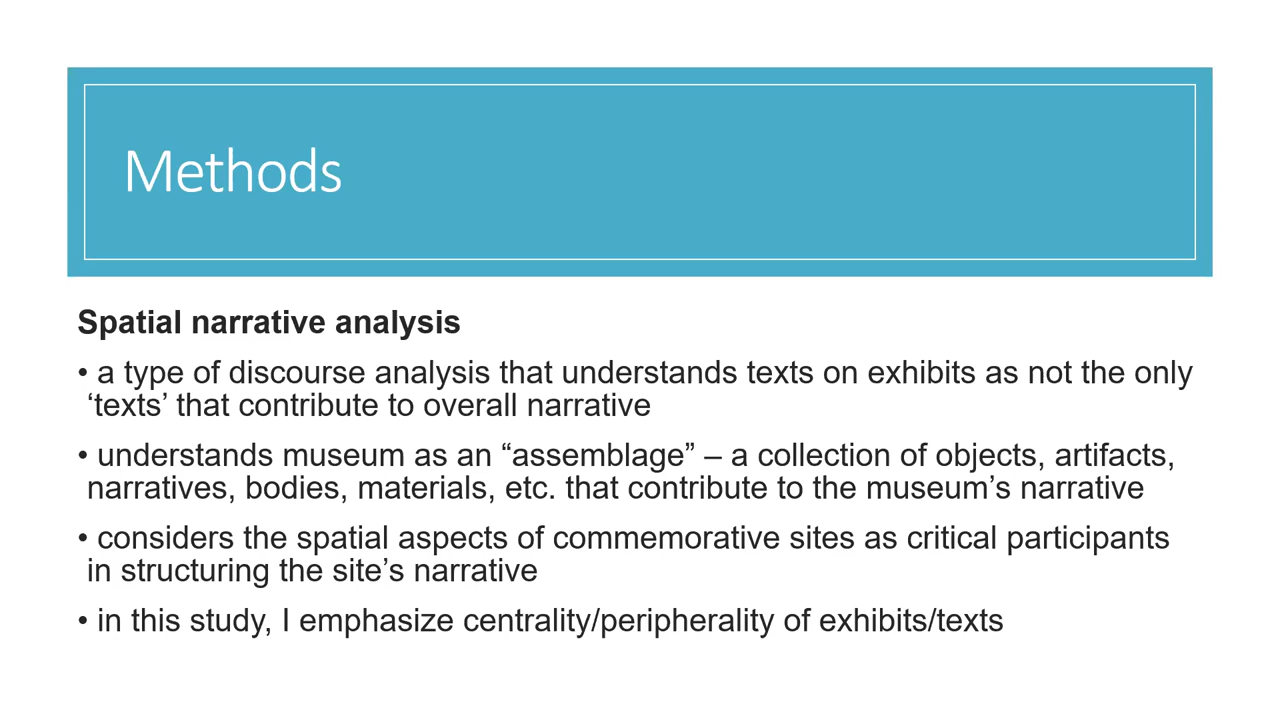 Methods
Spatial narrative analysis
• a type of discourse analysis that understands texts on exhibits as not the only
‘texts’ that contribute to overall narrative
• understands museum as an “assemblage” – a collection of objects, artifacts,
narratives, bodies, materials, etc. that contribute to the museum’s narrative
• considers the spatial aspects of commemorative sites as critical participants
in structuring the site’s narrative
• in this study, I emphasize centrality/peripherality of exhibits/texts